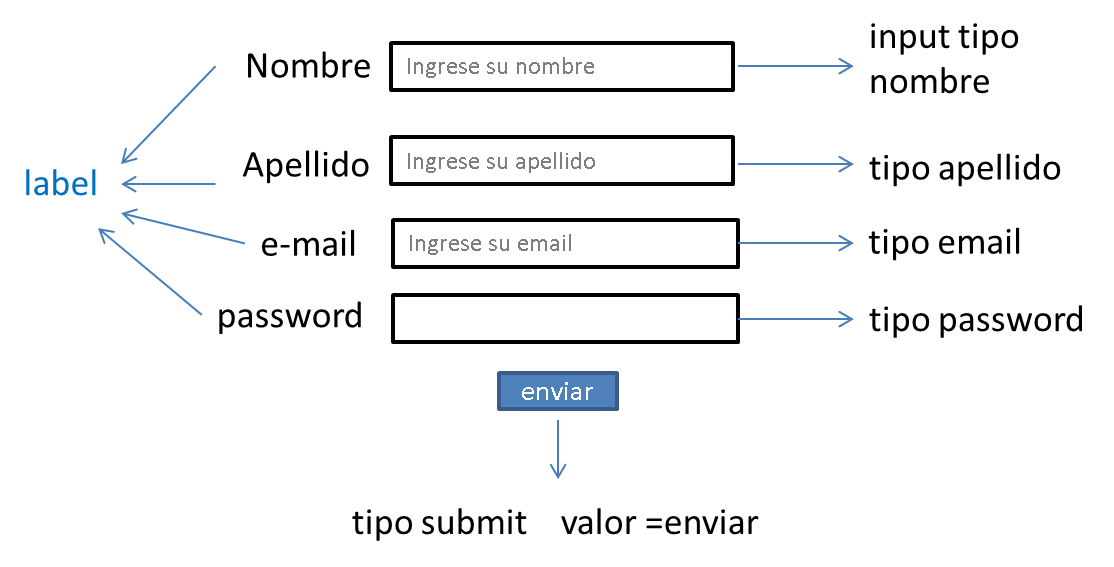 Nombre
Ingrese su nombre
input tipo
nombre
label
Apellido
Ingrese su apellido
tipo apellido
e-mail
Ingrese su email
tipo email
password
tipo password
enviar
tipo submit valor =enviar